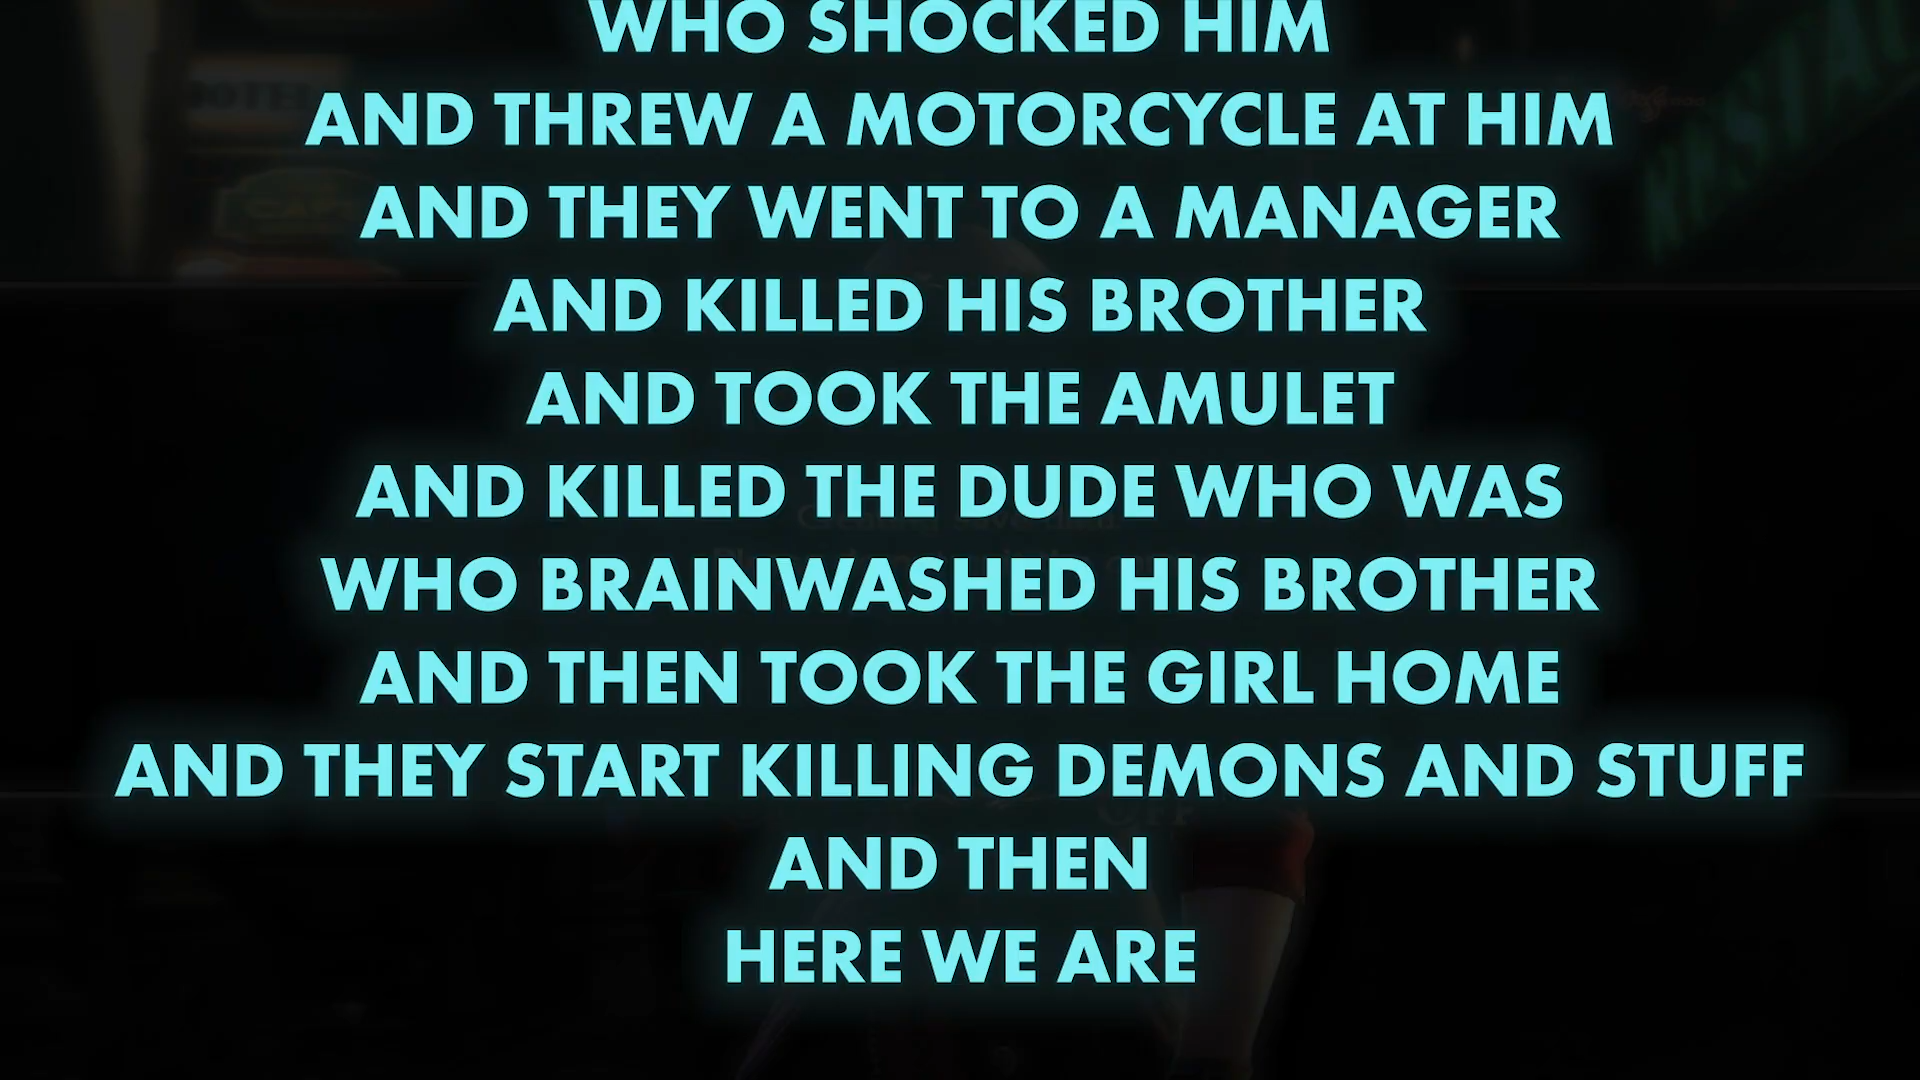 WHO SHOCKED HIM
AND THREW A MOTORCYCLE AT HIM
AND THEY WENT TO A MANAGER
AND KILLED HIS BROTHER
AND TOOK THE AMULET
AND KILLED THE DUDE WHO WAS
WHO BRAINWASHED HIS BROTHER
AND THEN TOOK THE GIRL HOME
AND THEY START KILLING DEMONS AND STUFF
AND THEN
HERE WE ARE